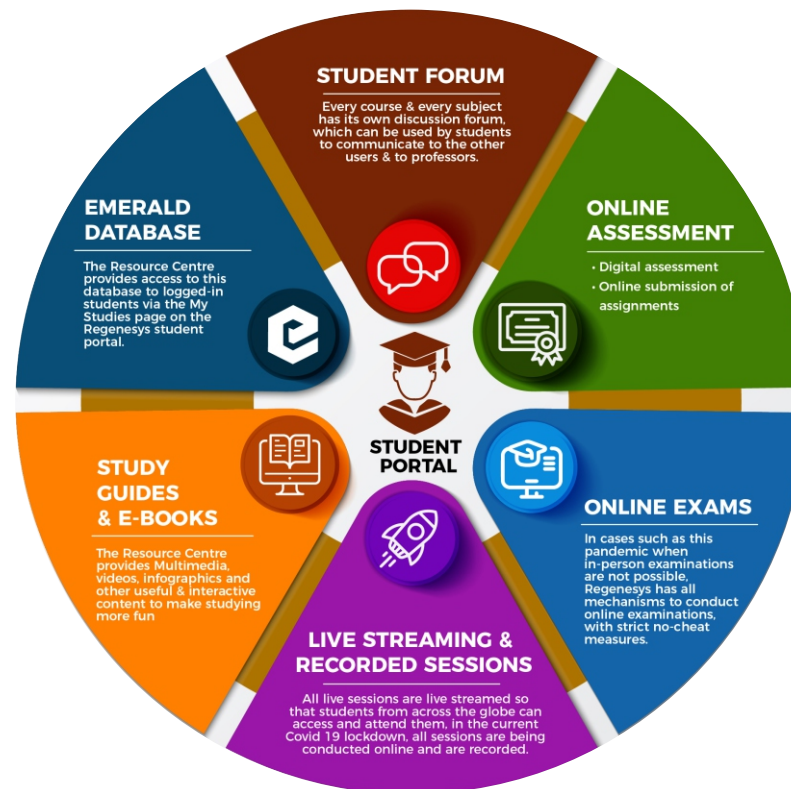 STUDENT FORUM
Every course & every subject
has its own discussion forum,
which can be used by students
to communicate to the other
users & to professors.
ONLINE
ASSESSMENT
• Digital assessment
• Online submission of
assignments
ONLINE EXAMS
In cases such as this
pandemic when
in-person examinations
are not possible,
Regenesys has all
mechanisms to conduct
online examinations,
with strict no-cheat
measures.
LIVE STREAMING &
RECORDED SESSIONS
All live sessions are live streamed so
that students from across the globe can
access and attend them, in the current
Covid 19 lockdown, all sessions are being
conducted online and are recorded.
STUDY
GUIDES
& E-BOOKS
The Resource Centre
provides Multimedia,
videos, infographics and
other useful & interactive
content to make studying
more fun
EMERALD
DATABASE
The Resource Centre
provides access to this
database to logged-in
students via the My
Studies page on the
Regenesys student
portal.
STUDENT
PORTAL